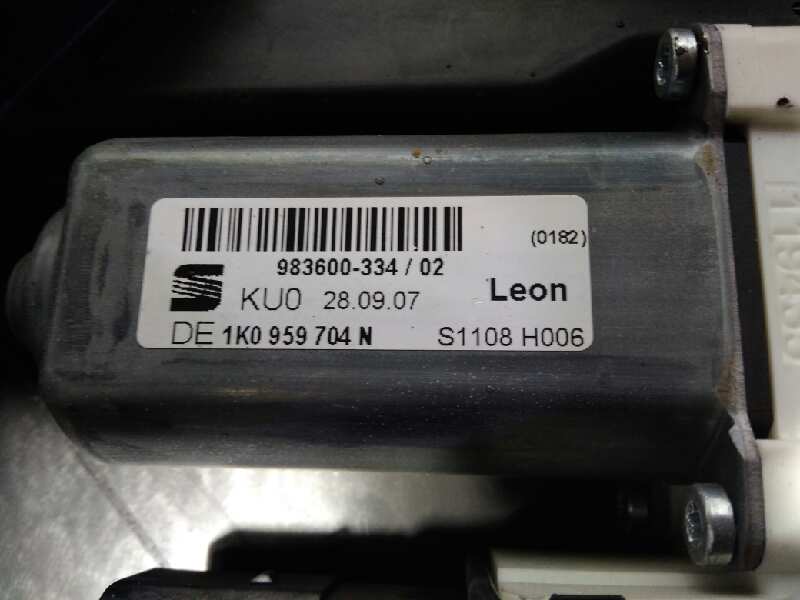 (0182)
983600-334 / 02
KU0 28.09.07 Leon
DE 1K0 959 704 N S1108 H006